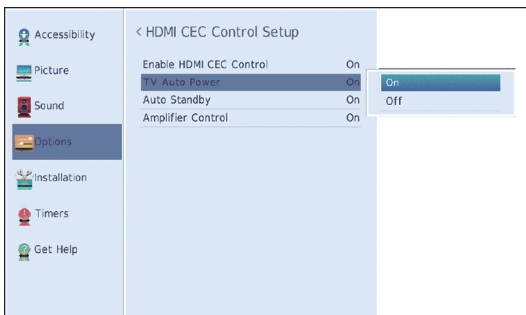 Accessibility
Picture
Sound
Options
Installation
Timers
Get Help
< HDMI CEC Control Setup
Enable HDMI CEC Control On
TV Auto Power On
Auto Standby On
Amplifier Control On
On
Off